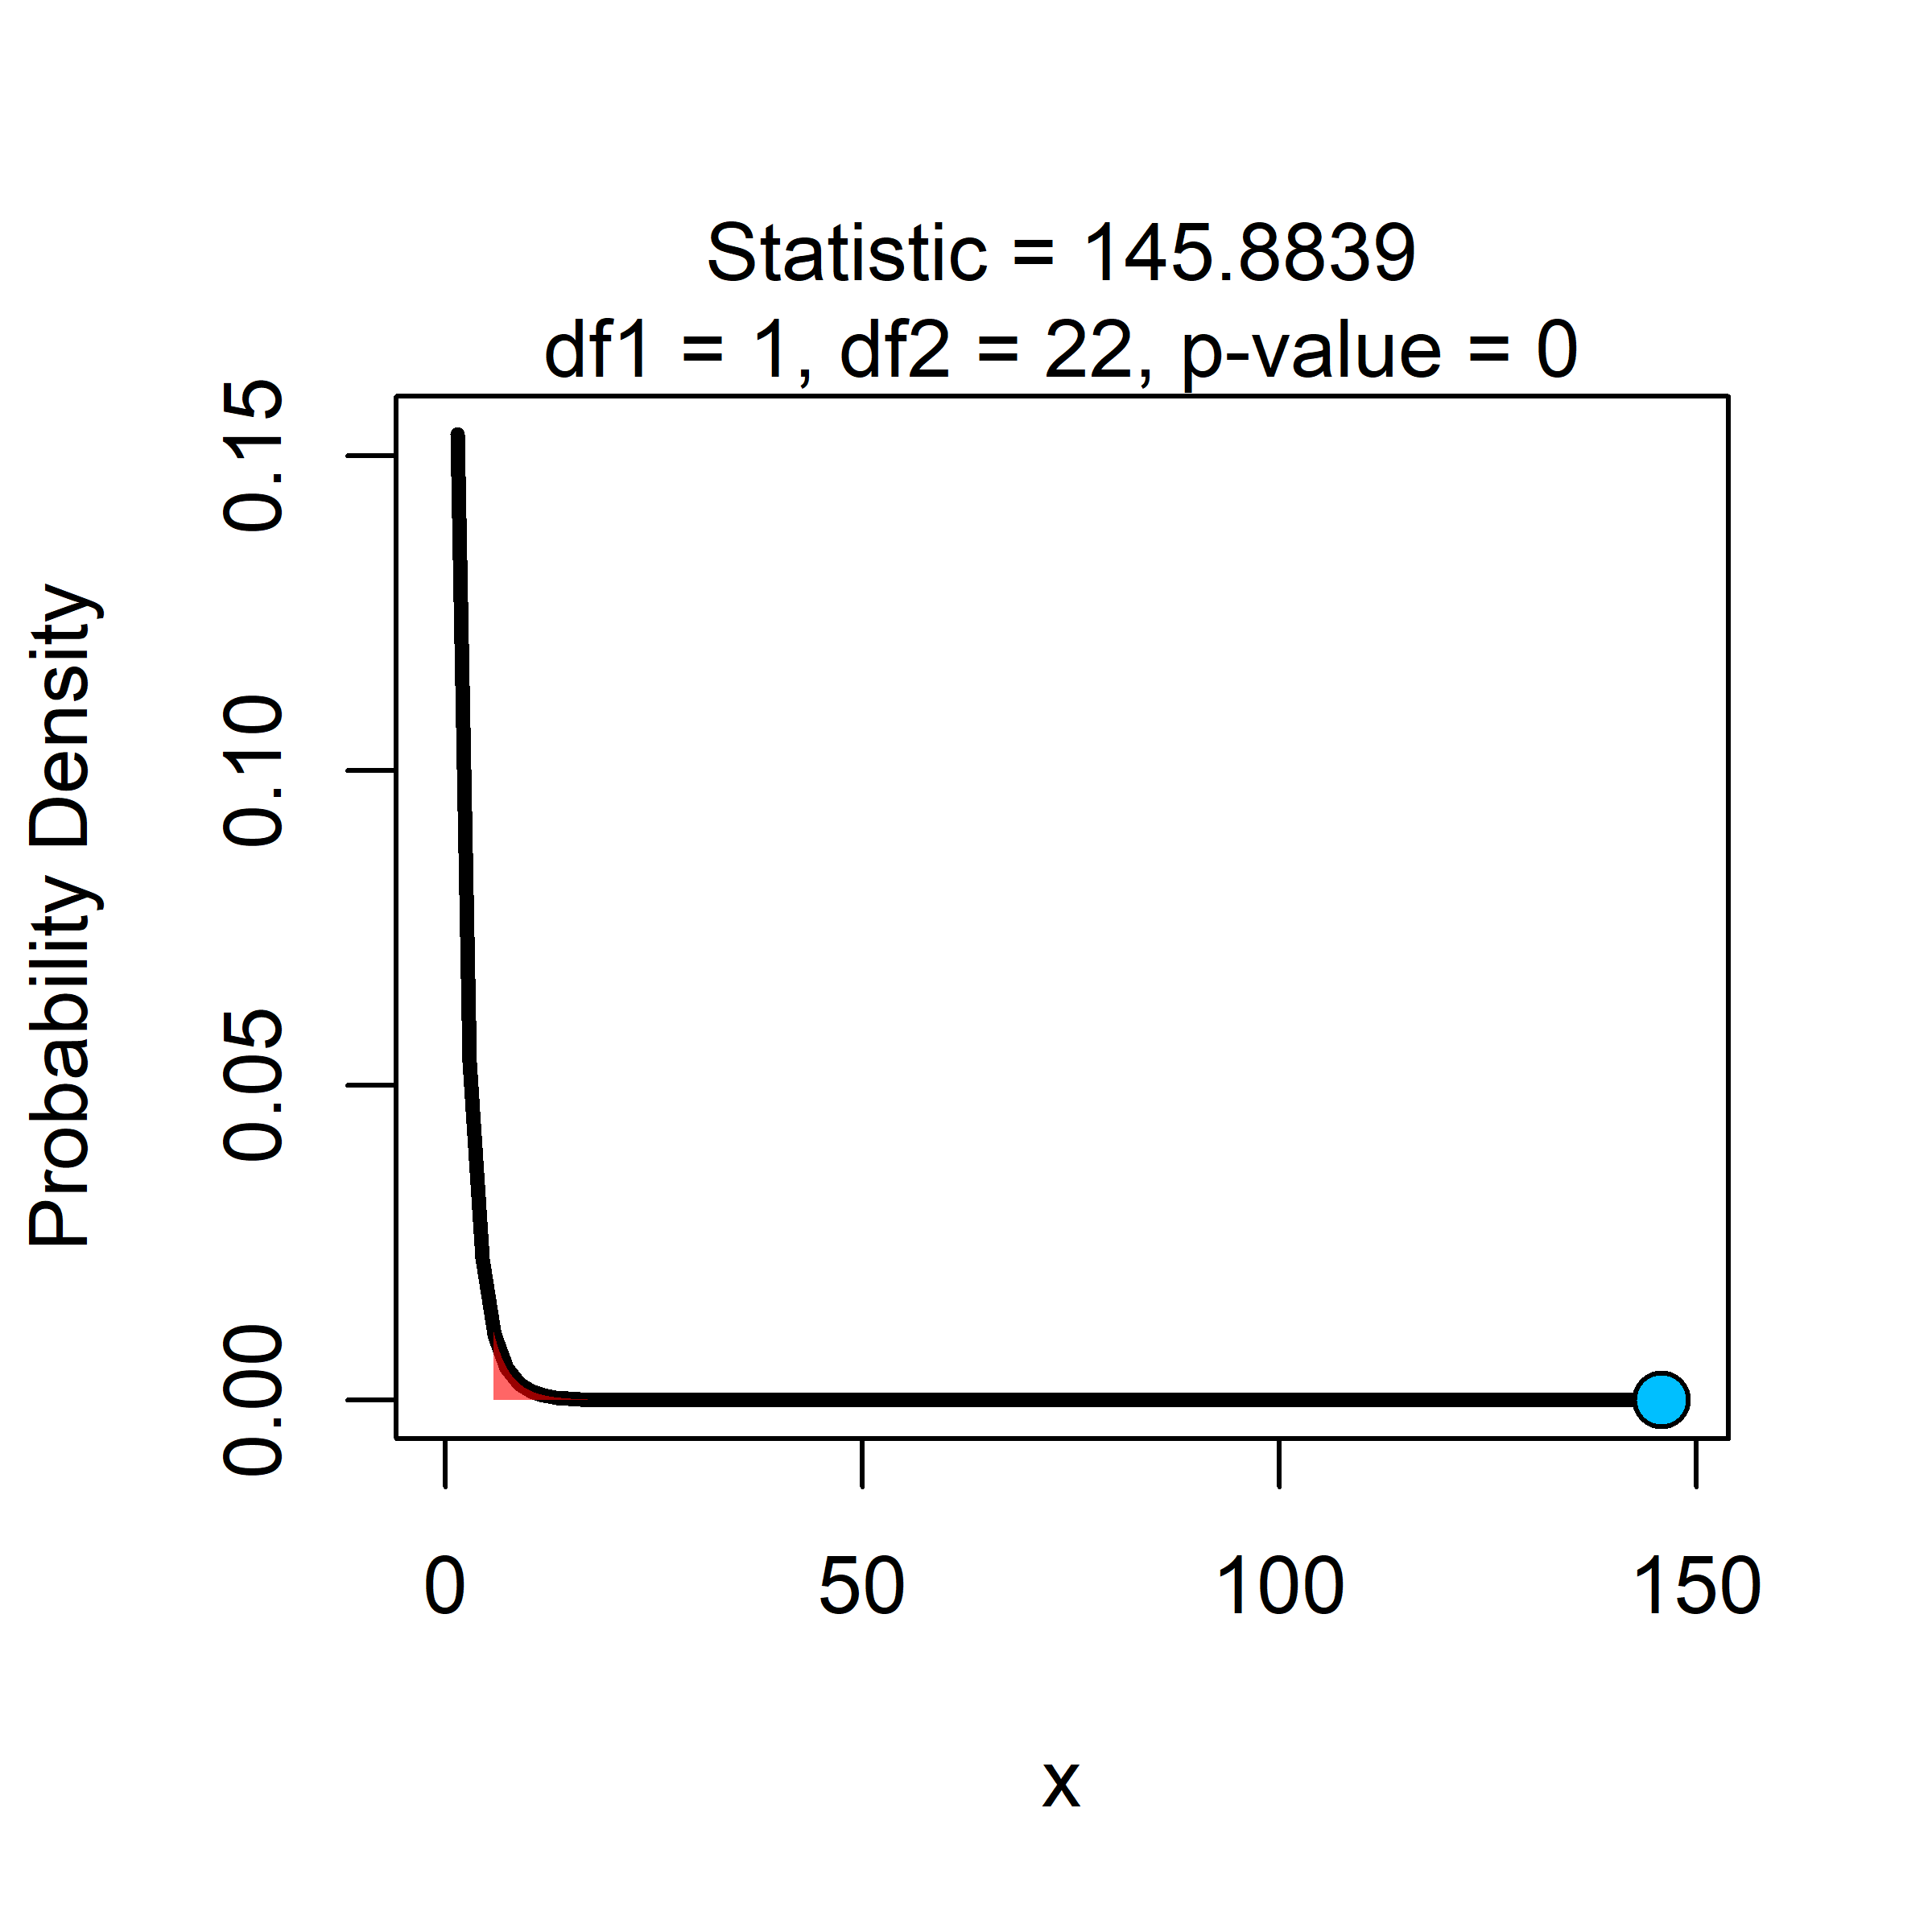 Statistic = 145.8839
df1 = 1, df2 = 22, p-value = 0
Probability Density
0.15
0.10
0.05
0.00
0 50 100 150
x